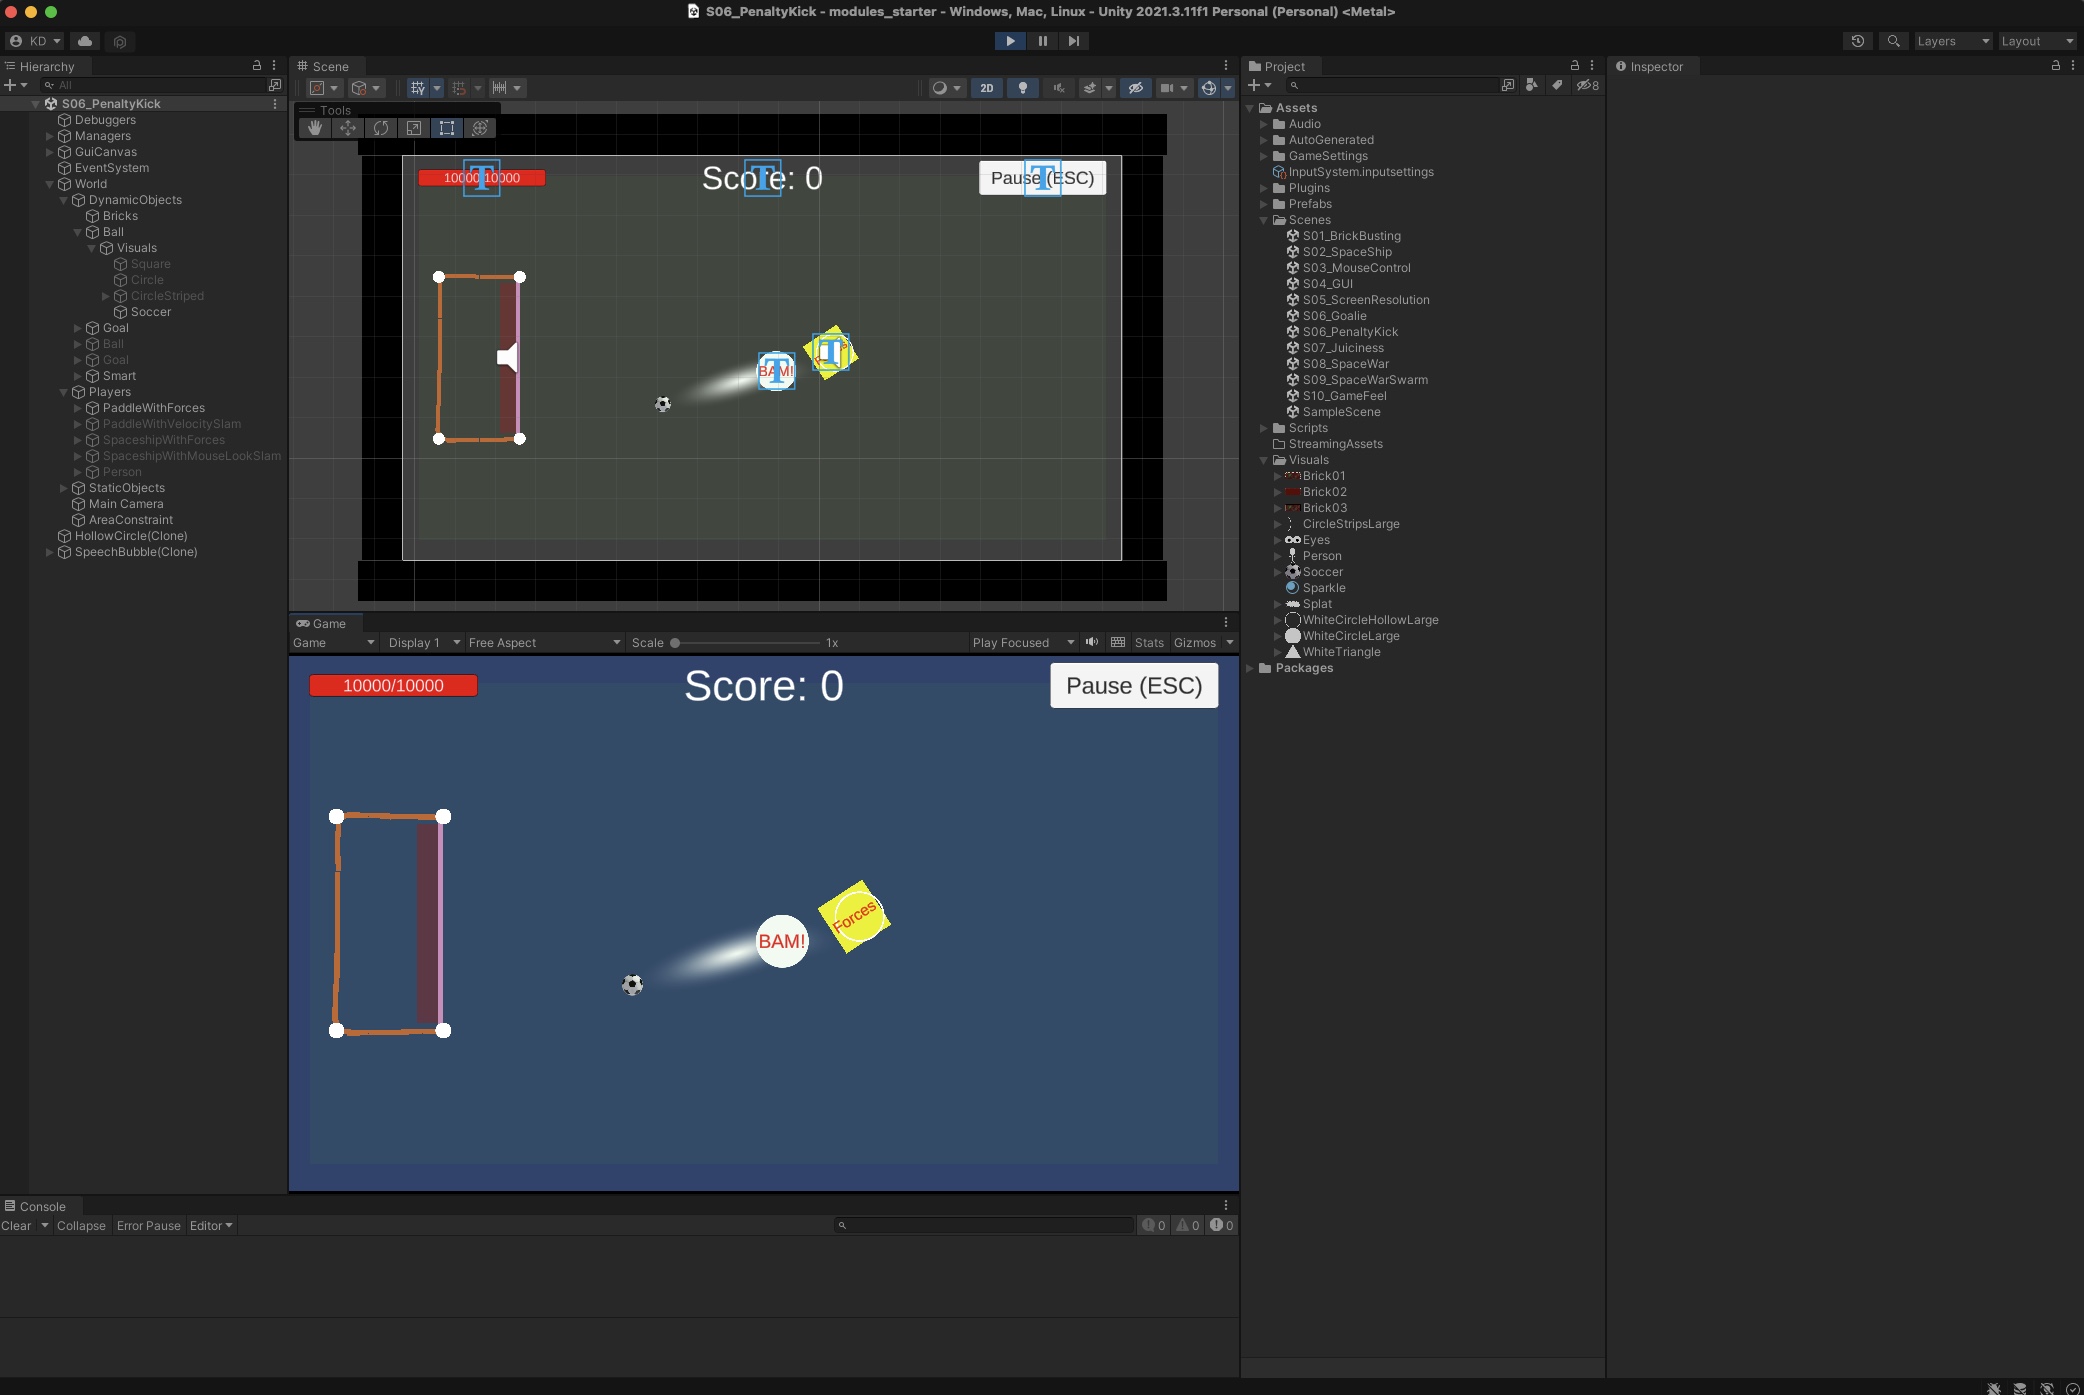 S06_PenaltyKick - modules_starter - Windows, Mac, Linux - Unity 2021.3.11f1 Personal (Personal) <Metal>
KD
Layers
Layout
Hierarchy
All
S06_PenaltyKick
Debuggers
Managers
GuiCanvas
EventSystem
World
DynamicObjects
Bricks
Ball
Visuals
Square
Circle
CircleStriped
Soccer
Goal
Ball
Goal
Smart
Players
PaddleWithForces
PaddleWithVelocitySlam
SpaceshipWithForces
SpaceshipWithMouseLookSlam
Person
StaticObjects
Main Camera
AreaConstraint
HollowCircle(Clone)
SpeechBubble(Clone)
Scene
2D
Tools
10000/10000
Score: 0
Pause (ESC)
BAM!
Game
Game
Display 1
Free Aspect
Scale
1x
Play Focused
Stats
Gizmos
10000/10000
Score: 0
Pause (ESC)
Forces
BAM!
Console
Clear
Collapse
Error Pause
Editor
0
0
0
Project
8
Assets
Audio
AutoGenerated
GameSettings
InputSystem.inputsettings
Plugins
Prefabs
Scenes
S01_BrickBusting
S02_SpaceShip
S03_MouseControl
S04_GUI
S05_ScreenResolution
S06_Goalie
S06_PenaltyKick
S07_Juiciness
S08_SpaceWar
S09_SpaceWarSwarm
S10_GameFeel
SampleScene
Scripts
StreamingAssets
Visuals
Brick01
Brick02
Brick03
CircleStripsLarge
Eyes
Person
Soccer
Sparkle
Splat
WhiteCircleHollowLarge
WhiteCircleLarge
WhiteTriangle
Packages
Inspector